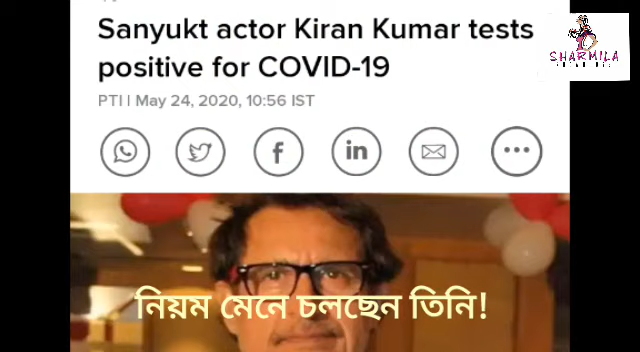 Sanyukt actor Kiran Kumar tests
positive for COVID-19
PTI | May 24, 2020, 10:56 IST
SHARMILA
নিয়ম মেনে চলছেন তিনি!